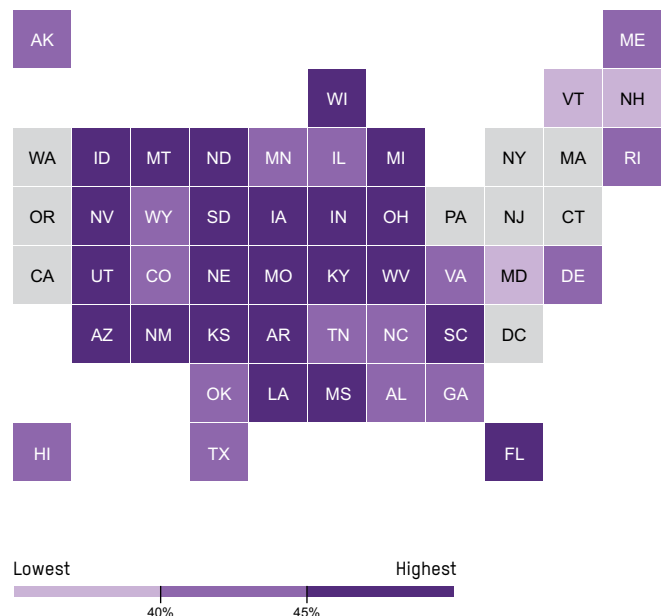 AK ME
WI VT NH
WA ID MT ND MN IL MI NY MA RI
OR NV WY SD IA IN OH PA NJ CT
CA UT CO NE MO KY WV VA MD DE
AZ NM KS AR TN NC SC DC
OK LA MS AL GA
HI TX FL
Lowest Highest
40% 45%